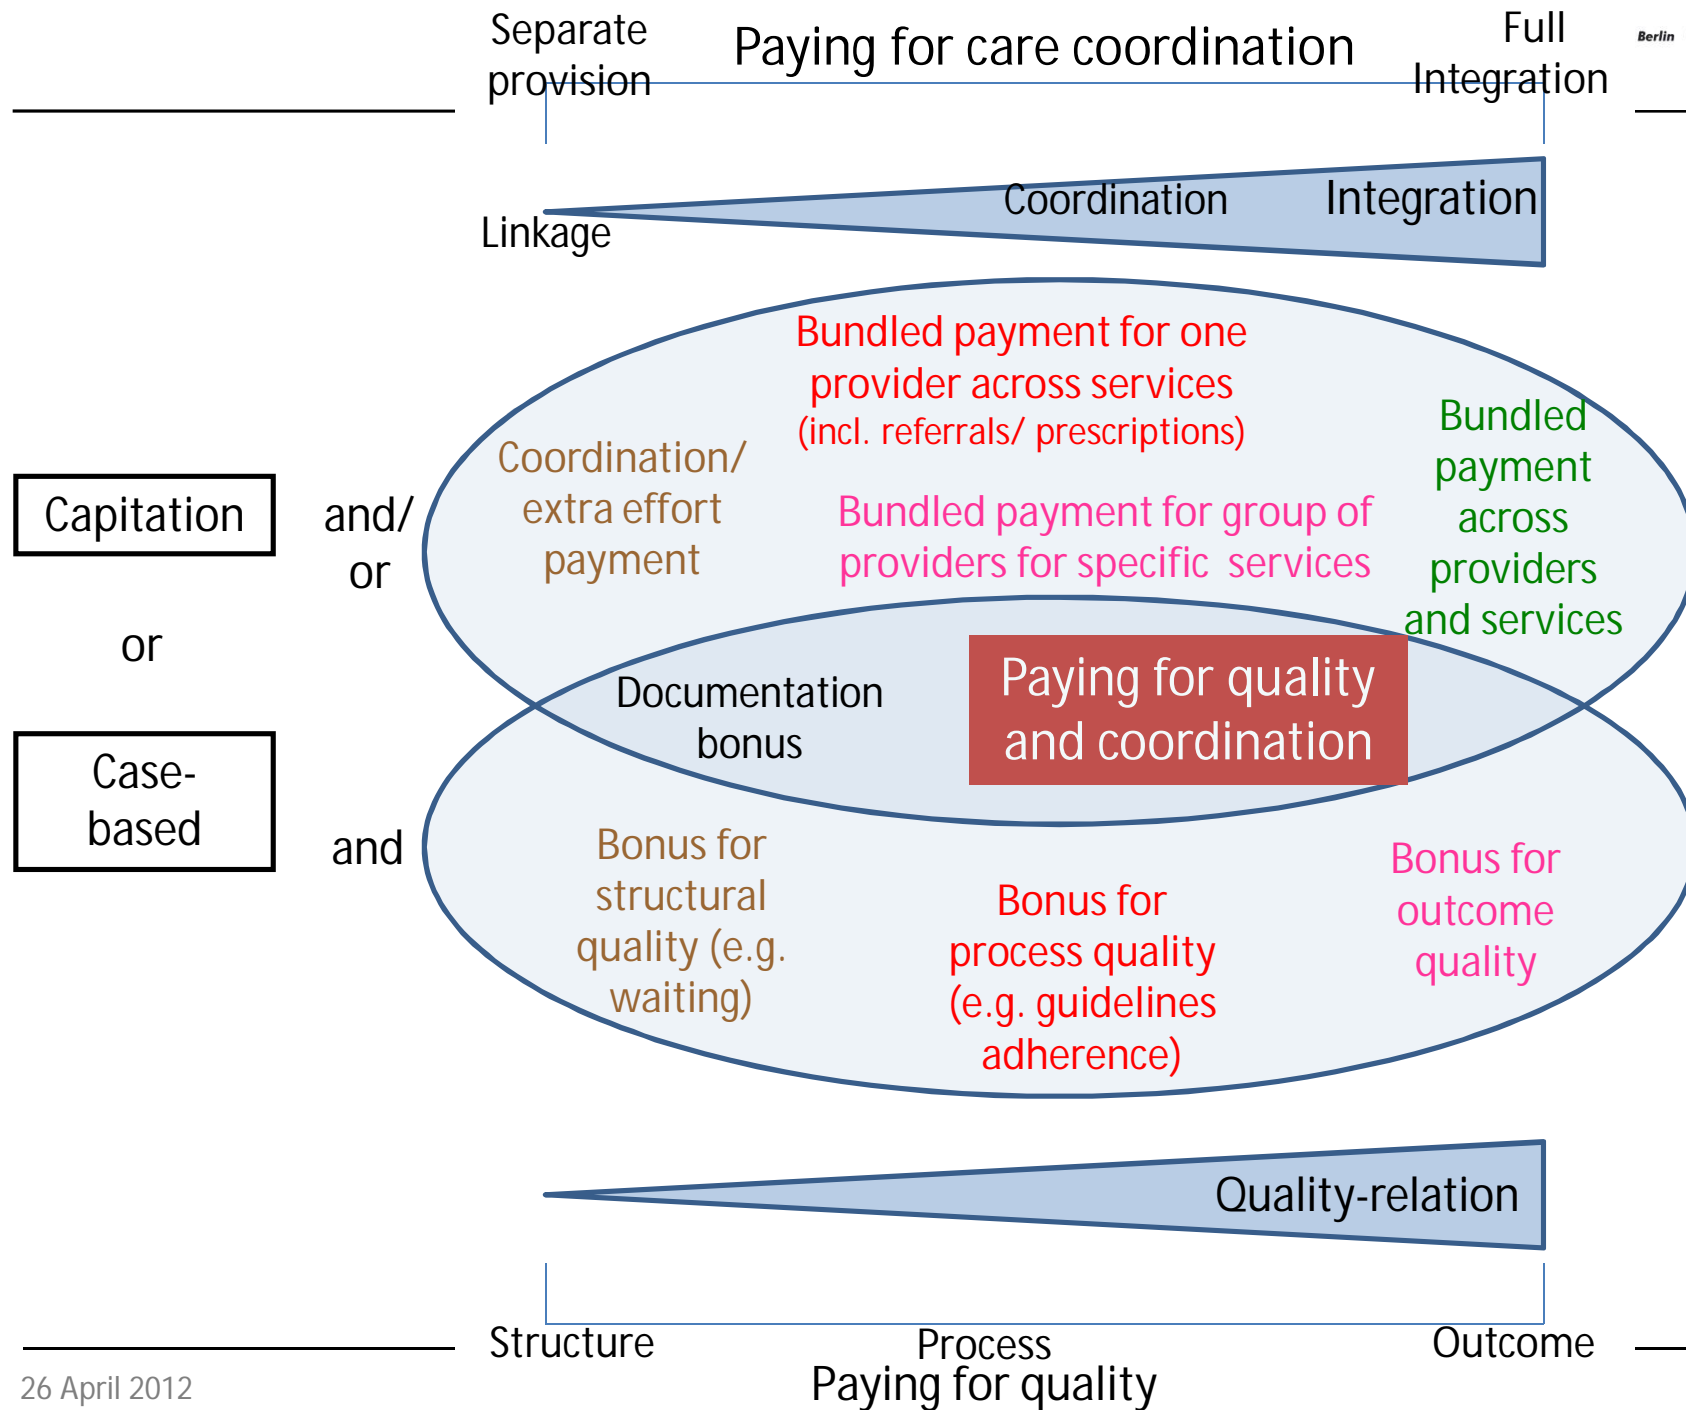 Separate
provision
Paying for care coordination
Full
Integration
Berlin
Linkage
Coordination
Integration
Bundled payment for one
provider across services
(incl. referrals/ prescriptions)
Coordination/
extra effort
payment
Bundled payment for group of
providers for specific services
Bundled
payment
across
providers
and services
Capitation
and/
or
or
Case-
based
and
Documentation
bonus
Paying for quality
and coordination
Bonus for
structural
quality (e.g.
waiting)
Bonus for
process quality
(e.g. guidelines
adherence)
Bonus for
outcome
quality
Quality-relation
Structure
Process
Outcome
Paying for quality
26 April 2012